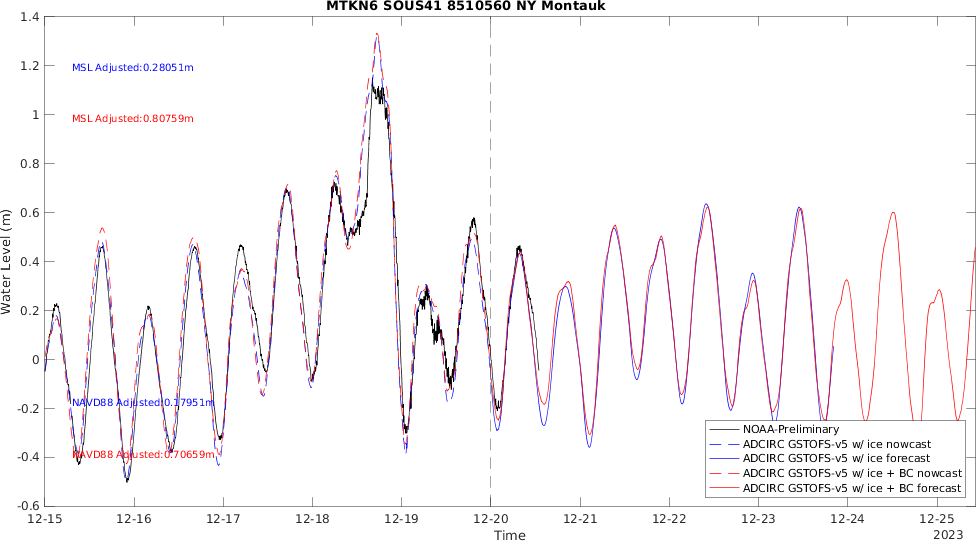 MTKN6 SOUS41 8510560 NY Montauk
1.4
1.2
1
0.8
0.6
0.4
0.2
0
-0.2
-0.4
-0.6
Water Level (m)
MSL Adjusted:0.28051m
MSL Adjusted:0.80759m
NAVD88 Adjusted:0.17951m
NAVD88 Adjusted:0.70659m
NOAA-Preliminary
ADCIRC GSTOFS-v5 w/ ice nowcast
ADCIRC GSTOFS-v5 w/ ice forecast
ADCIRC GSTOFS-v5 w/ ice + BC nowcast
ADCIRC GSTOFS-v5 w/ ice + BC forecast
12-15 12-16 12-17 12-18 12-19 12-20 12-21 12-22 12-23 12-24 12-25
Time
2023